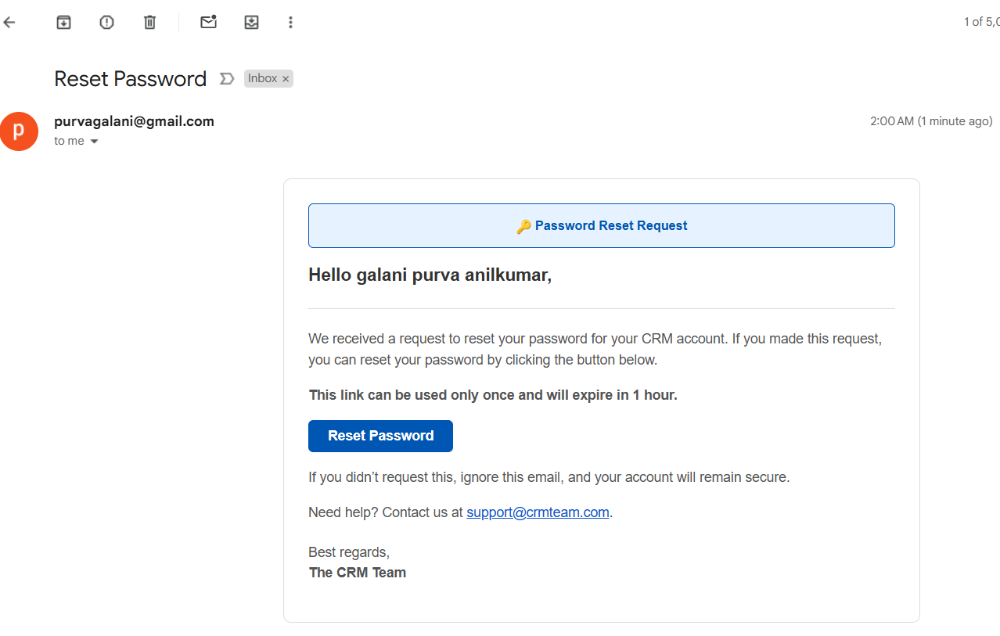 1 of 5,0
Reset Password
Inbox ×
p
purvagalani@gmail.com
2:00 AM (1 minute ago)
to me
🔑 Password Reset Request
Hello galani purva anilkumar,
We received a request to reset your password for your CRM account. If you made this request,
you can reset your password by clicking the button below.
This link can be used only once and will expire in 1 hour.
Reset Password
If you didn’t request this, ignore this email, and your account will remain secure.
Need help? Contact us at support@crmteam.com.
Best regards,
The CRM Team